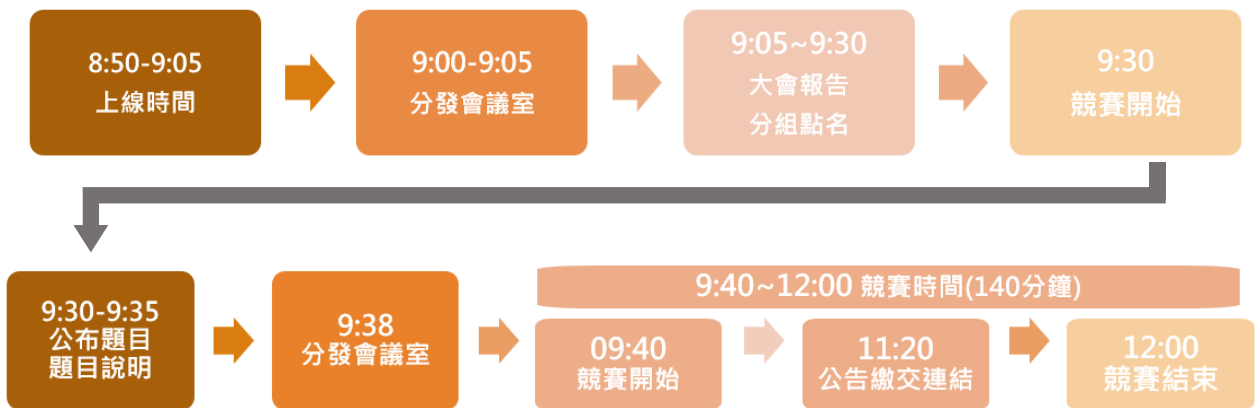 8:50-9:05
上線時間
9:00-9:05
分發會議室
9:05~9:30
大會報告
分組點名
9:30
競賽開始
9:30-9:35
公布題目
題目說明
9:38
分發會議室
9:40~12:00 競賽時間(140分鐘)
09:40
競賽開始
11:20
公告繳交連結
12:00
競賽結束